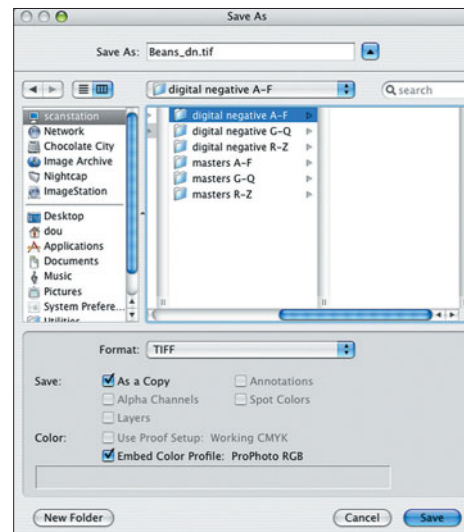 Save As
Save As: Beans_dn.tif
digital negative A-F
search
scanstation
Network
Chocolate City
Image Archive
Nightcap
ImageStation
Desktop
dou
Applications
Documents
Music
Pictures
System Prefere...
Utilities
digital negative A-F
digital negative G-Q
digital negative R-Z
masters A-F
masters G-Q
masters R-Z
Format: TIFF
Save: As a Copy Annotations
Alpha Channels Spot Colors
Layers
Color: Use Proof Setup: Working CMYK
Embed Color Profile: ProPhoto RGB
New Folder Cancel Save